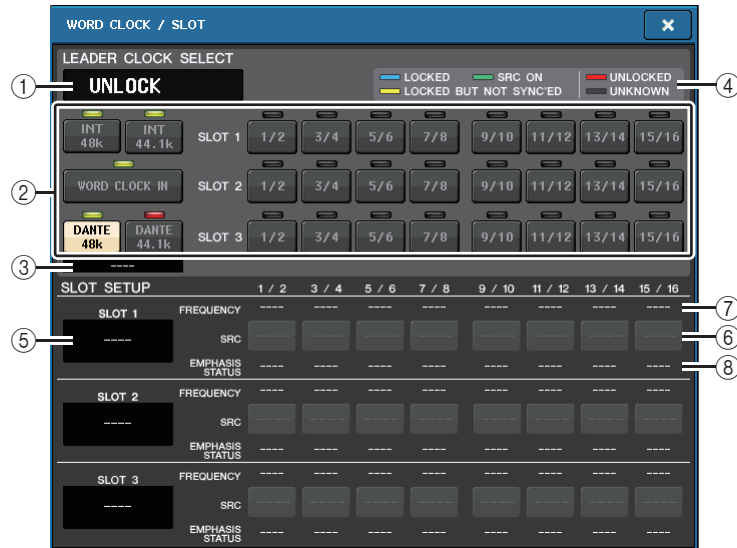 WORD CLOCK / SLOT
LEADER CLOCK SELECT
① UNLOCK
LOCKED SRC ON UNLOCKED ④
LOCKED BUT NOT SYNC'ED UNKNOWN
②
INT 48k INT 44.1k SLOT 1 1/2 3/4 5/6 7/8 9/10 11/12 13/14 15/16
WORD CLOCK IN SLOT 2 1/2 3/4 5/6 7/8 9/10 11/12 13/14 15/16
DANTE 48k DANTE 44.1k SLOT 3 1/2 3/4 5/6 7/8 9/10 11/12 13/14 15/16
③ ----
SLOT SETUP 1 / 2 3 / 4 5 / 6 7 / 8 9 / 10 11 / 12 13 / 14 15 / 16
SLOT 1 FREQUENCY ---- ---- ---- ---- ---- ---- ---- ---- ⑦
⑤ ---- SRC ---- ---- ---- ---- ---- ---- ---- ---- ⑥
EMPHASIS STATUS ---- ---- ---- ---- ---- ---- ---- ---- ⑧
SLOT 2 FREQUENCY ---- ---- ---- ---- ---- ---- ---- ----
---- SRC ---- ---- ---- ---- ---- ---- ---- ----
EMPHASIS STATUS ---- ---- ---- ---- ---- ---- ---- ----
SLOT 3 FREQUENCY ---- ---- ---- ---- ---- ---- ---- ----
---- SRC ---- ---- ---- ---- ---- ---- ---- ----
EMPHASIS STATUS ---- ---- ---- ---- ---- ---- ---- ----